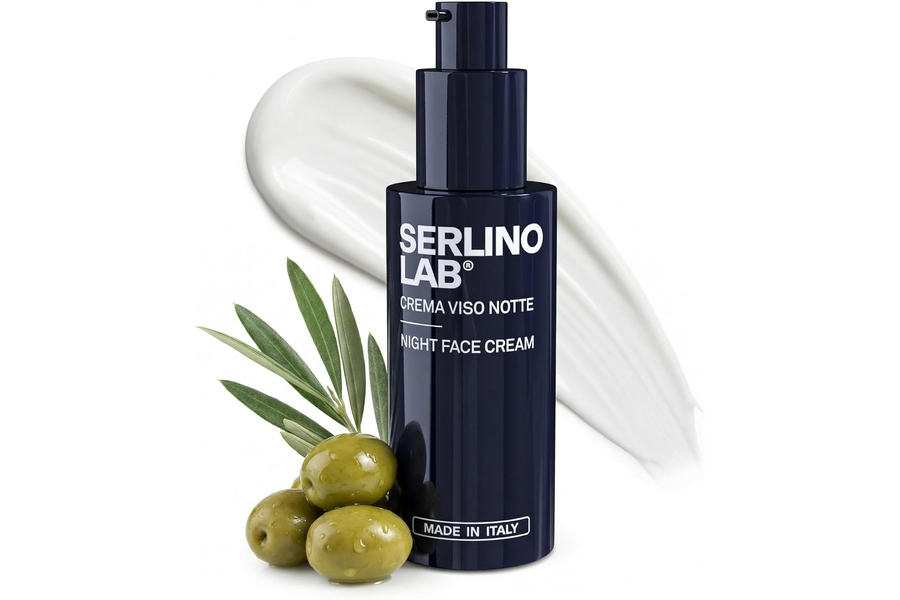 SERLINO
LAB®
CREMA VISO NOTTE
NIGHT FACE CREAM
MADE IN ITALY